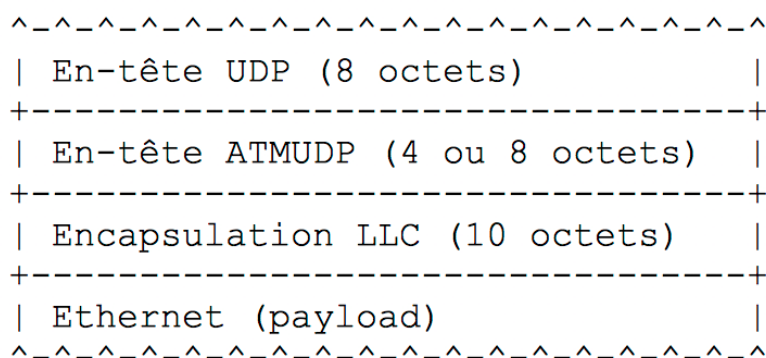 ^-^-^-^-^-^-^-^-^-^-^-^-^-^-^
| En-tête UDP (8 octets) |
+---------------------------+
| En-tête ATMUDP (4 ou 8 octets) |
+---------------------------+
| Encapsulation LLC (10 octets) |
+---------------------------+
| Ethernet (payload) |
^-^-^-^-^-^-^-^-^-^-^-^-^-^-^